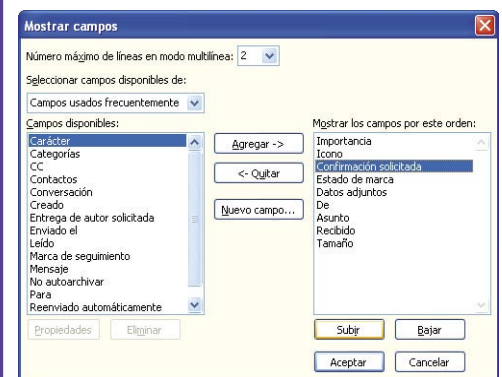 Mostrar campos
Número máximo de líneas en modo multilínea: 2
Seleccionar campos disponibles de:
Campos usados frecuentemente
Campos disponibles:
Carácter
Categorías
CC
Contactos
Conversación
Creado
Entrega de autor solicitada
Enviado el
Leído
Marca de seguimiento
Mensaje
No autoarchivar
Para
Reenviado automáticamente
Agregar ->
<- Quitar
Nuevo campo...
Mostrar los campos por este orden:
Importancia
Icono
Confirmación solicitada
Estado de marca
Datos adjuntos
De
Asunto
Recibido
Tamaño
Propiedades
Eliminar
Subir
Bajar
Aceptar
Cancelar